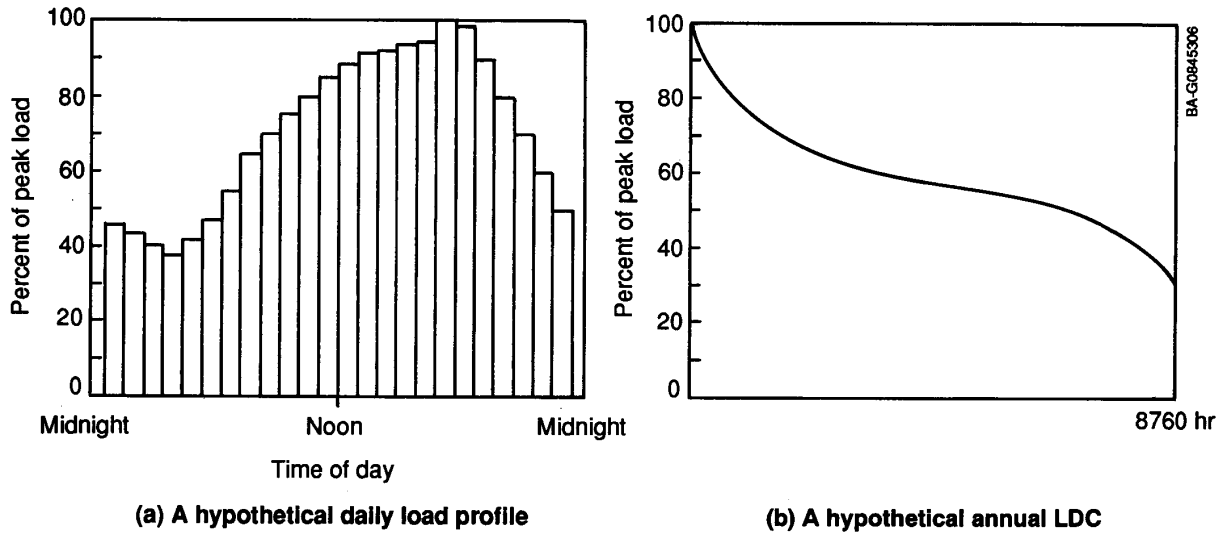 Percent of peak load
100
80
60
40
20
0
Midnight
Noon
Midnight
Time of day
(a) A hypothetical daily load profile
Percent of peak load
100
80
60
40
20
0
8760 hr
BA-G0845306
(b) A hypothetical annual LDC